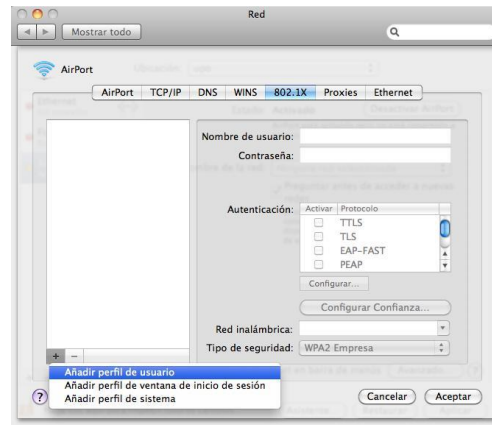 Red
Mostrar todo
AirPort
AirPort TCP/IP DNS WINS 802.1X Proxies Ethernet
Nombre de usuario:
Contraseña:
Autenticación:
Activar Protocolo
TTLS
TLS
EAP-FAST
PEAP
Configurar...
Configurar Confianza...
Red inalámbrica:
Tipo de seguridad: WPA2 Empresa
+ −
Añadir perfil de usuario
Añadir perfil de ventana de inicio de sesión
Añadir perfil de sistema
? Cancelar Aceptar